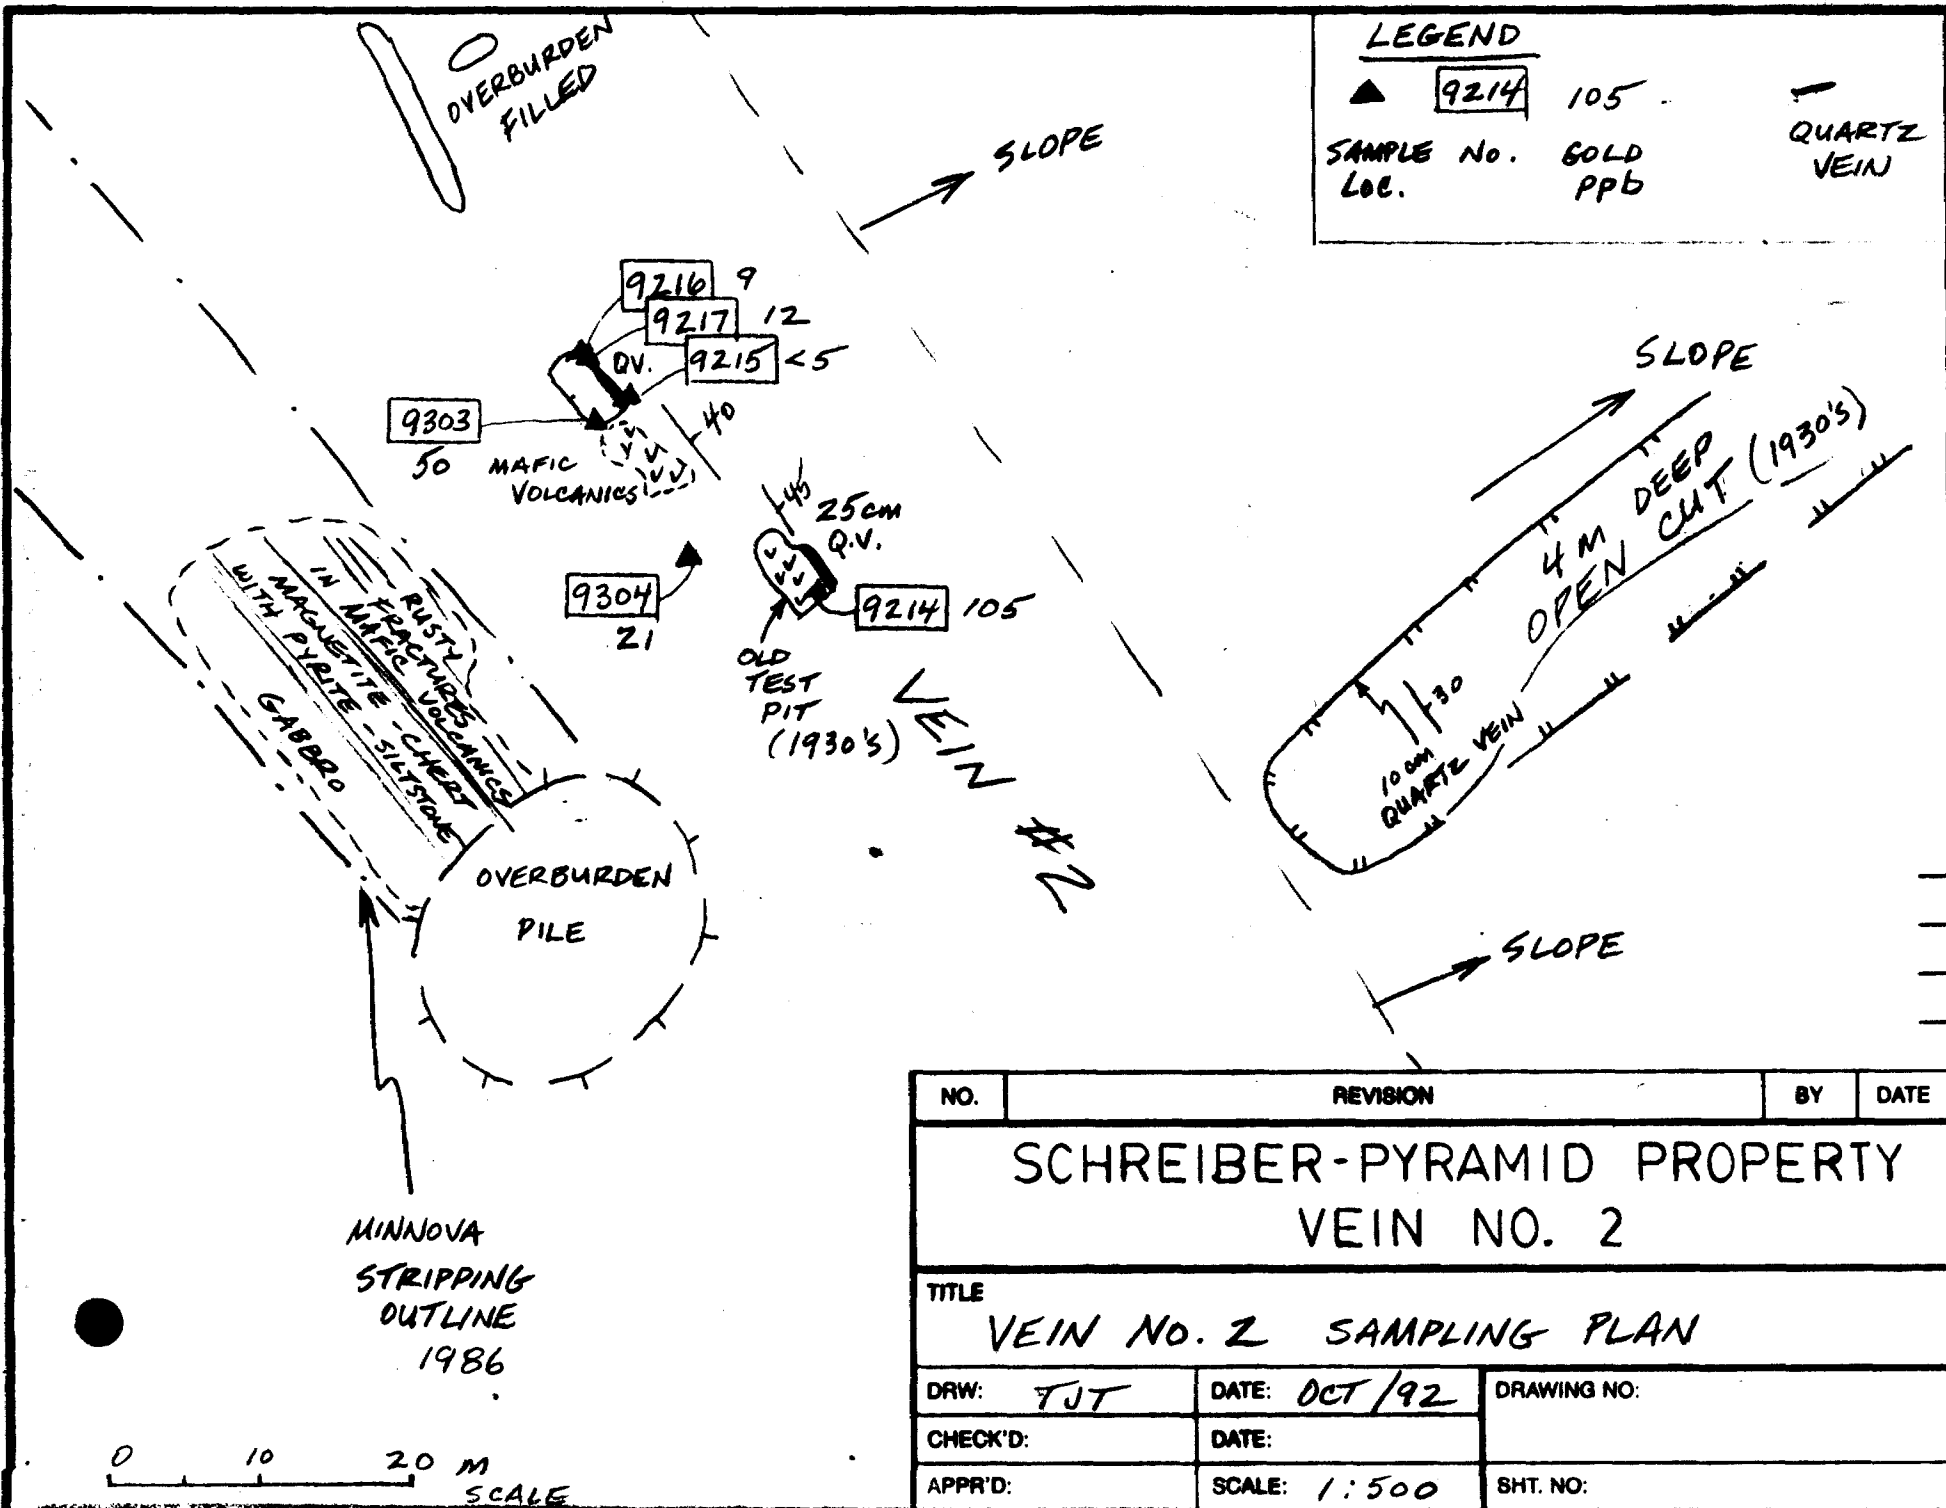 OVERBURDEN
FILLED
LEGEND
9214 105
SAMPLE No. GOLD
LOC. PPb
QUARTZ
VEIN
SLOPE
9216 9
9217 12
QV.
9215 <5
9303
50
40
MAFIC
VOLCANICS
45
25cm
Q.V.
9304
21
9214 105
OLD
TEST
PIT
(1930's)
VEIN #2
SLOPE
4 M DEEP
OPEN CUT (1930's)
30
10 cm
QUARTZ VEIN
SLOPE
RUSTY
FRACTURES
IN MAFIC VOLCANICS
MAGNETITE - CHERT
WITH PYRITE - SILTSTONE
GABBRO
OVERBURDEN
PILE
MINNOVA
STRIPPING
OUTLINE
1986
0 10 20 M
SCALE
NO. REVISION BY DATE
SCHREIBER-PYRAMID PROPERTY
VEIN NO. 2
TITLE
VEIN No. 2 SAMPLING PLAN
DRW: TJT DATE: OCT/92 DRAWING NO:
CHECK'D: DATE:
APPR'D: SCALE: 1:500 SHT. NO: